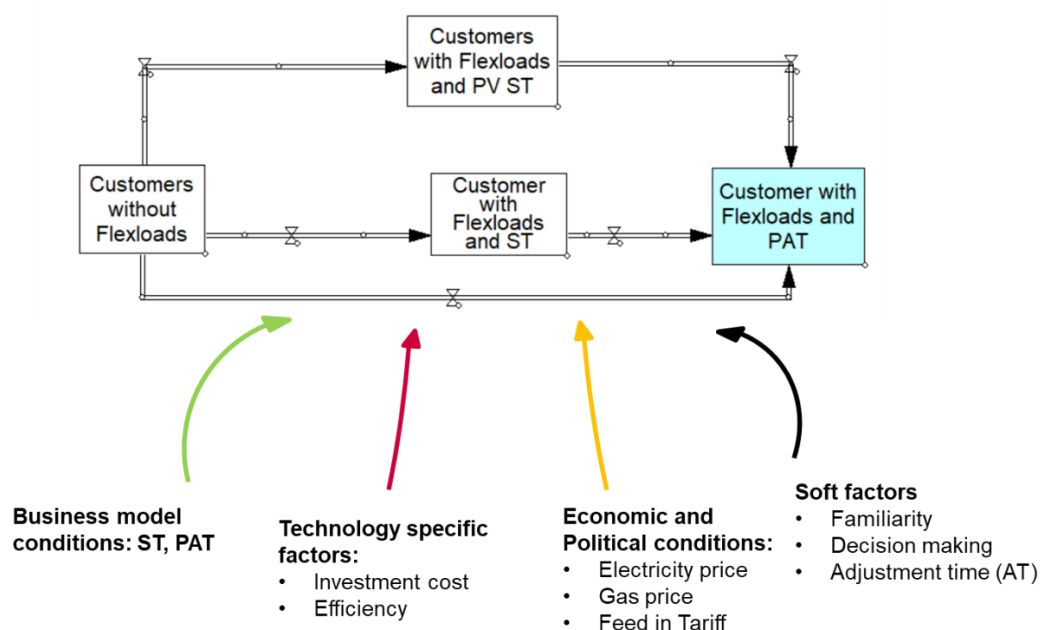 Customers
with Flexloads
and PV ST
Customers
without
Flexloads
Customer
with
Flexloads
and ST
Customer with
Flexloads and
PAT
Business model
conditions: ST, PAT
Technology specific
factors:
• Investment cost
• Efficiency
Economic and
Political conditions:
• Electricity price
• Gas price
• Feed in Tariff
Soft factors
• Familiarity
• Decision making
• Adjustment time (AT)